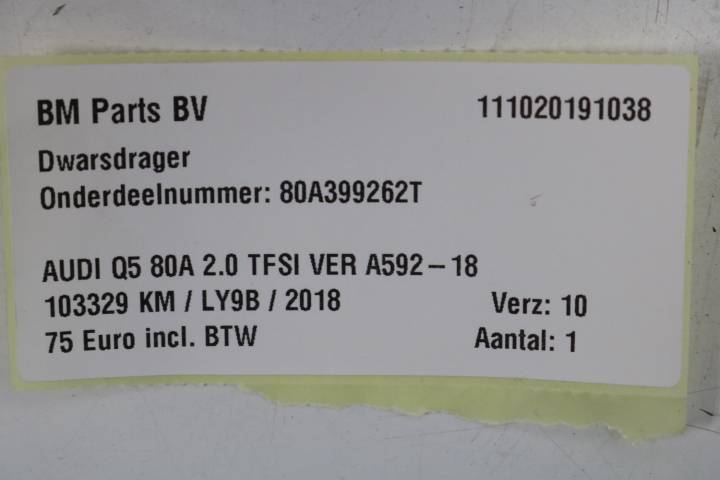 BM Parts BV 111020191038
Dwarsdrager
Onderdeelnummer: 80A399262T
AUDI Q5 80A 2.0 TFSI VER A592-18
103329 KM / LY9B / 2018 Verz: 10
75 Euro incl. BTW Aantal: 1